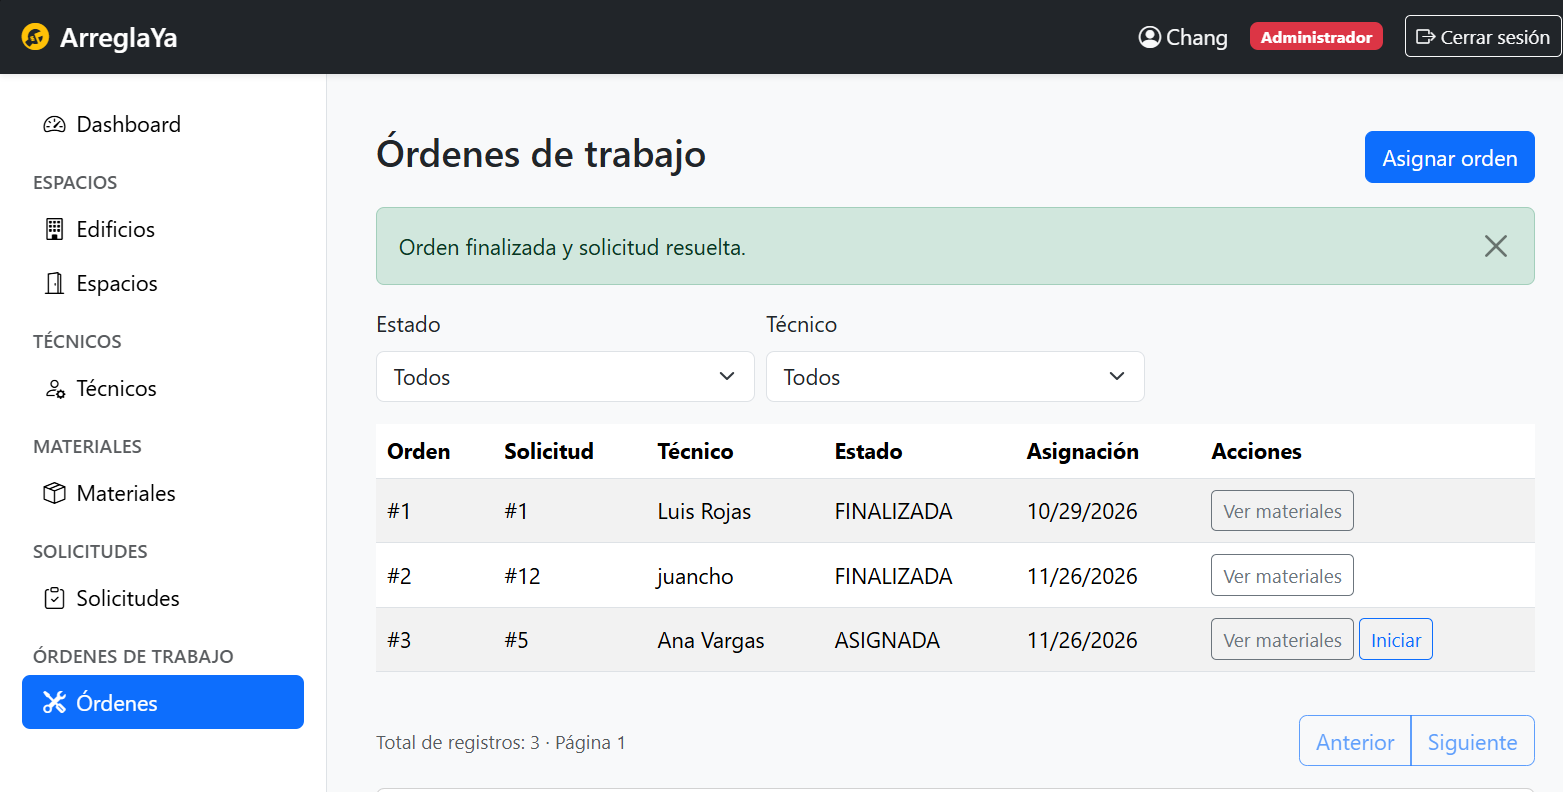 ArreglaYa
Chang
Administrador
Cerrar sesión
Dashboard
ESPACIOS
Edificios
Espacios
TÉCNICOS
Técnicos
MATERIALES
Materiales
SOLICITUDES
Solicitudes
ÓRDENES DE TRABAJO
Órdenes
Órdenes de trabajo
Asignar orden
Orden finalizada y solicitud resuelta.
Estado Técnico
Todos Todos
Orden Solicitud Técnico Estado Asignación Acciones
#1 #1 Luis Rojas FINALIZADA 10/29/2026 Ver materiales
#2 #12 juancho FINALIZADA 11/26/2026 Ver materiales
#3 #5 Ana Vargas ASIGNADA 11/26/2026 Ver materiales Iniciar
Total de registros: 3 · Página 1
Anterior Siguiente